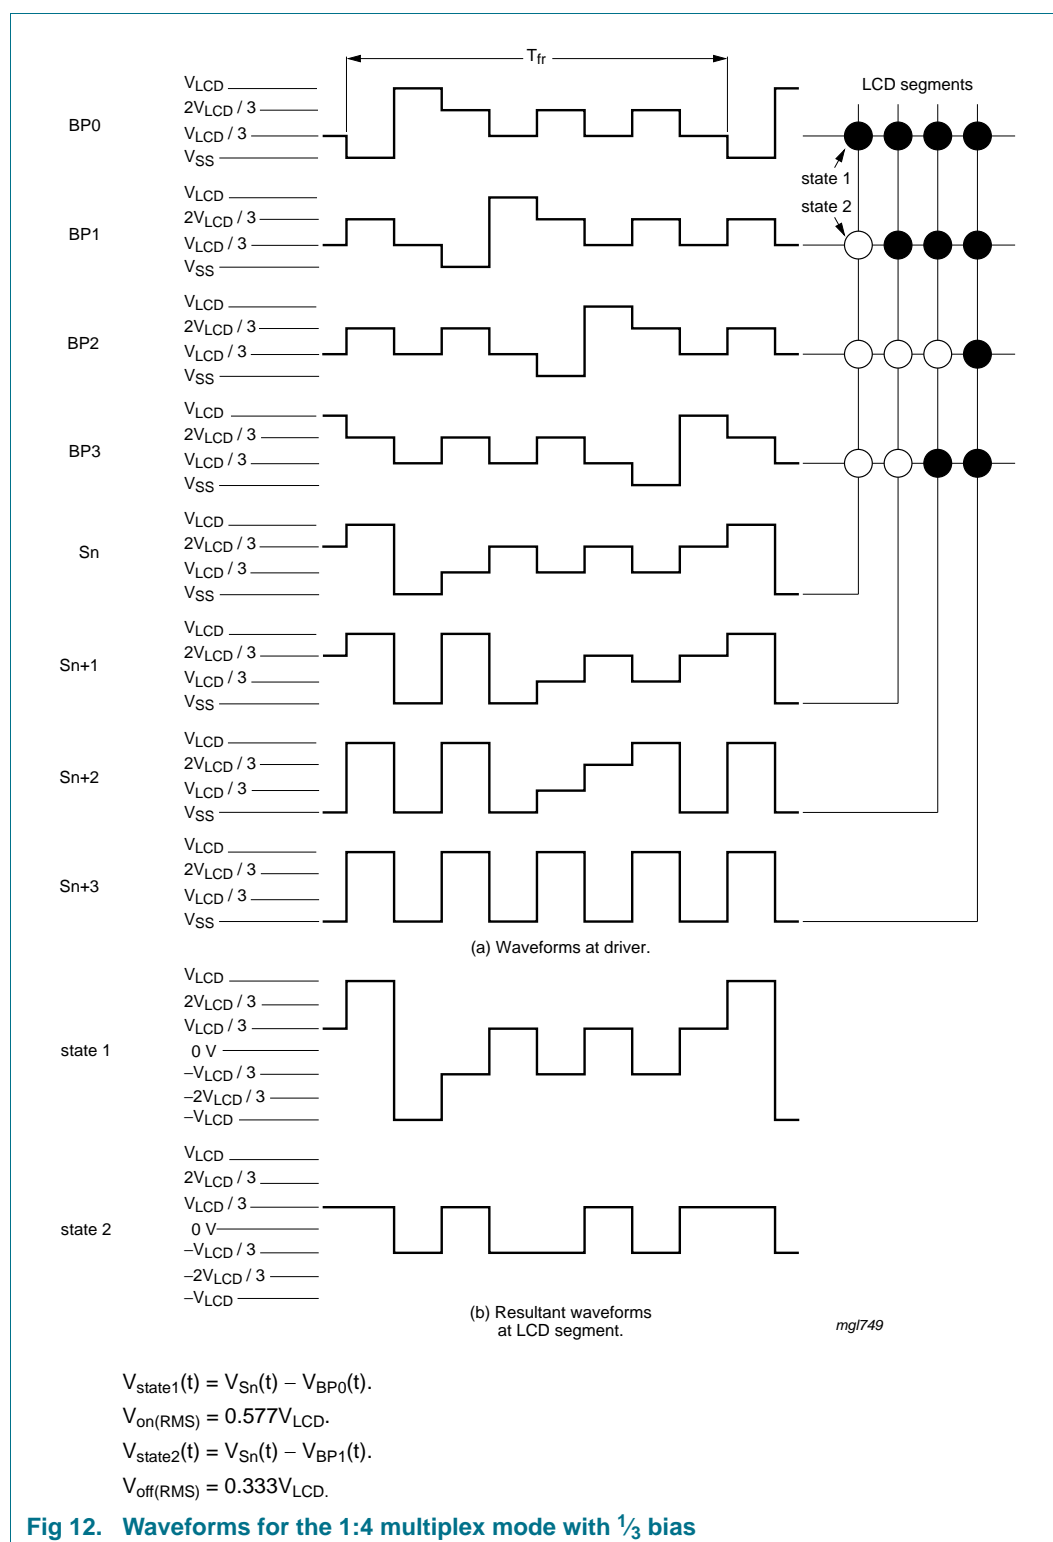 Tfr
LCD segments
BP0
VLCD
2VLCD / 3
VLCD / 3
VSS
state 1
state 2
BP1
VLCD
2VLCD / 3
VLCD / 3
VSS
BP2
VLCD
2VLCD / 3
VLCD / 3
VSS
BP3
VLCD
2VLCD / 3
VLCD / 3
VSS
Sn
VLCD
2VLCD / 3
VLCD / 3
VSS
Sn+1
VLCD
2VLCD / 3
VLCD / 3
VSS
Sn+2
VLCD
2VLCD / 3
VLCD / 3
VSS
Sn+3
VLCD
2VLCD / 3
VLCD / 3
VSS
(a) Waveforms at driver.
state 1
VLCD
2VLCD / 3
VLCD / 3
0 V
−VLCD / 3
−2VLCD / 3
−VLCD
state 2
VLCD
2VLCD / 3
VLCD / 3
0 V
−VLCD / 3
−2VLCD / 3
−VLCD
(b) Resultant waveforms
at LCD segment.
mgl749
Vstate1(t) = VSn(t) − VBP0(t).
Von(RMS) = 0.577VLCD.
Vstate2(t) = VSn(t) − VBP1(t).
Voff(RMS) = 0.333VLCD.
Fig 12. Waveforms for the 1:4 multiplex mode with 1⁄3 bias